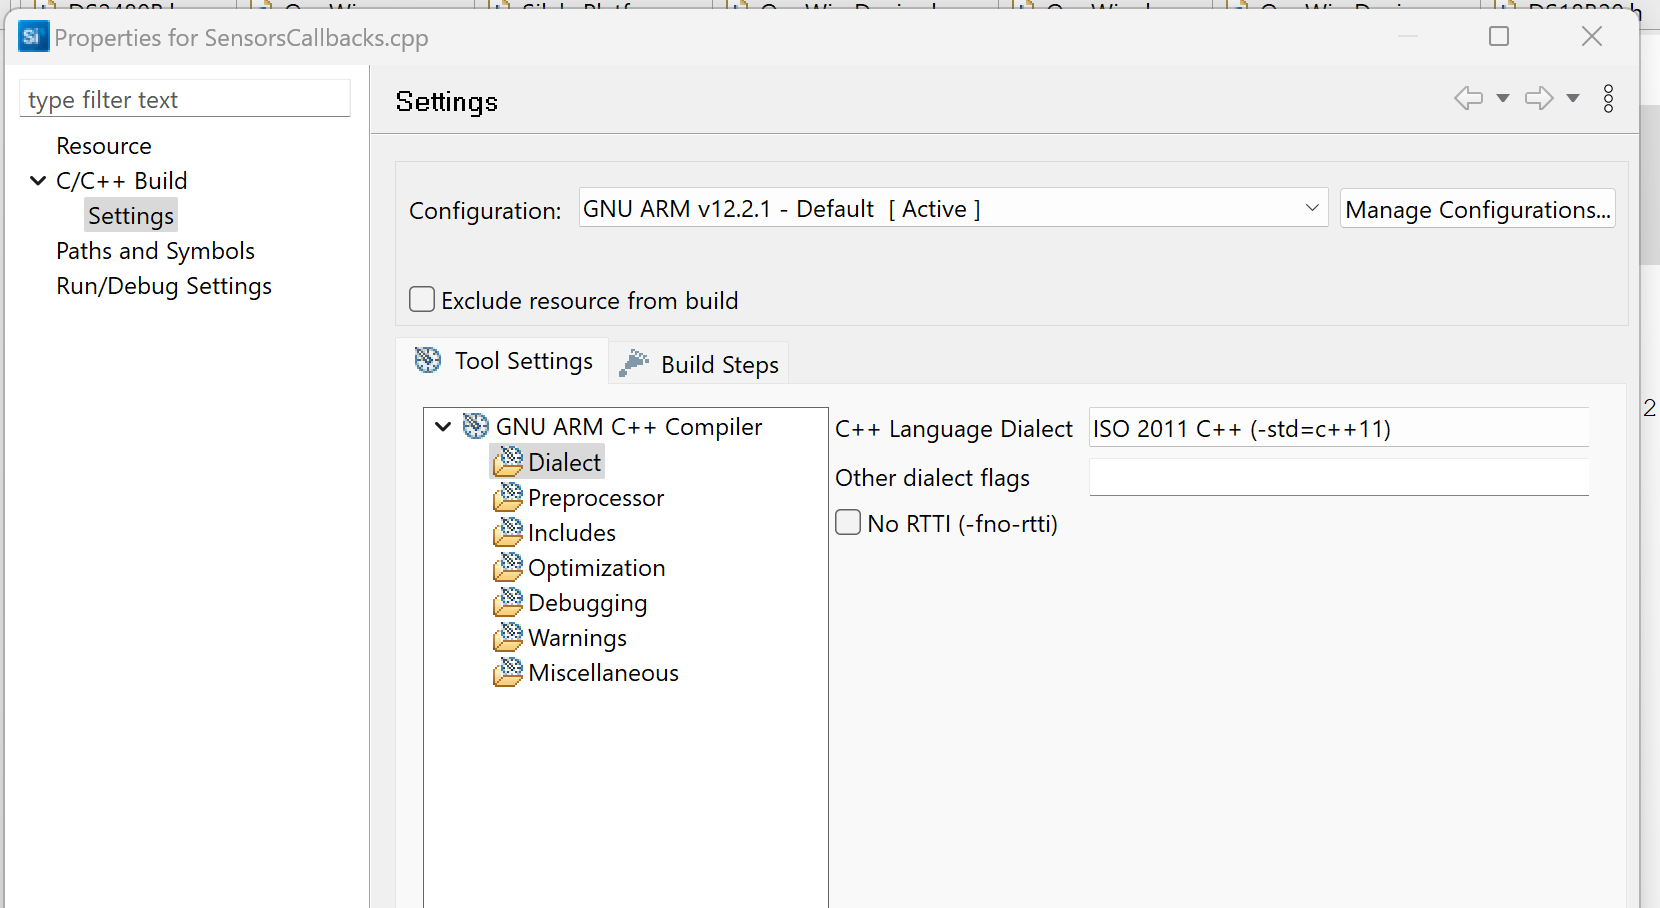 Si Properties for SensorsCallbacks.cpp
type filter text
Resource
C/C++ Build
Settings
Paths and Symbols
Run/Debug Settings
Settings
Configuration: GNU ARM v12.2.1 - Default [ Active ] Manage Configurations...
Exclude resource from build
Tool Settings Build Steps
GNU ARM C++ Compiler
Dialect
Preprocessor
Includes
Optimization
Debugging
Warnings
Miscellaneous
C++ Language Dialect ISO 2011 C++ (-std=c++11)
Other dialect flags
No RTTI (-fno-rtti)
2